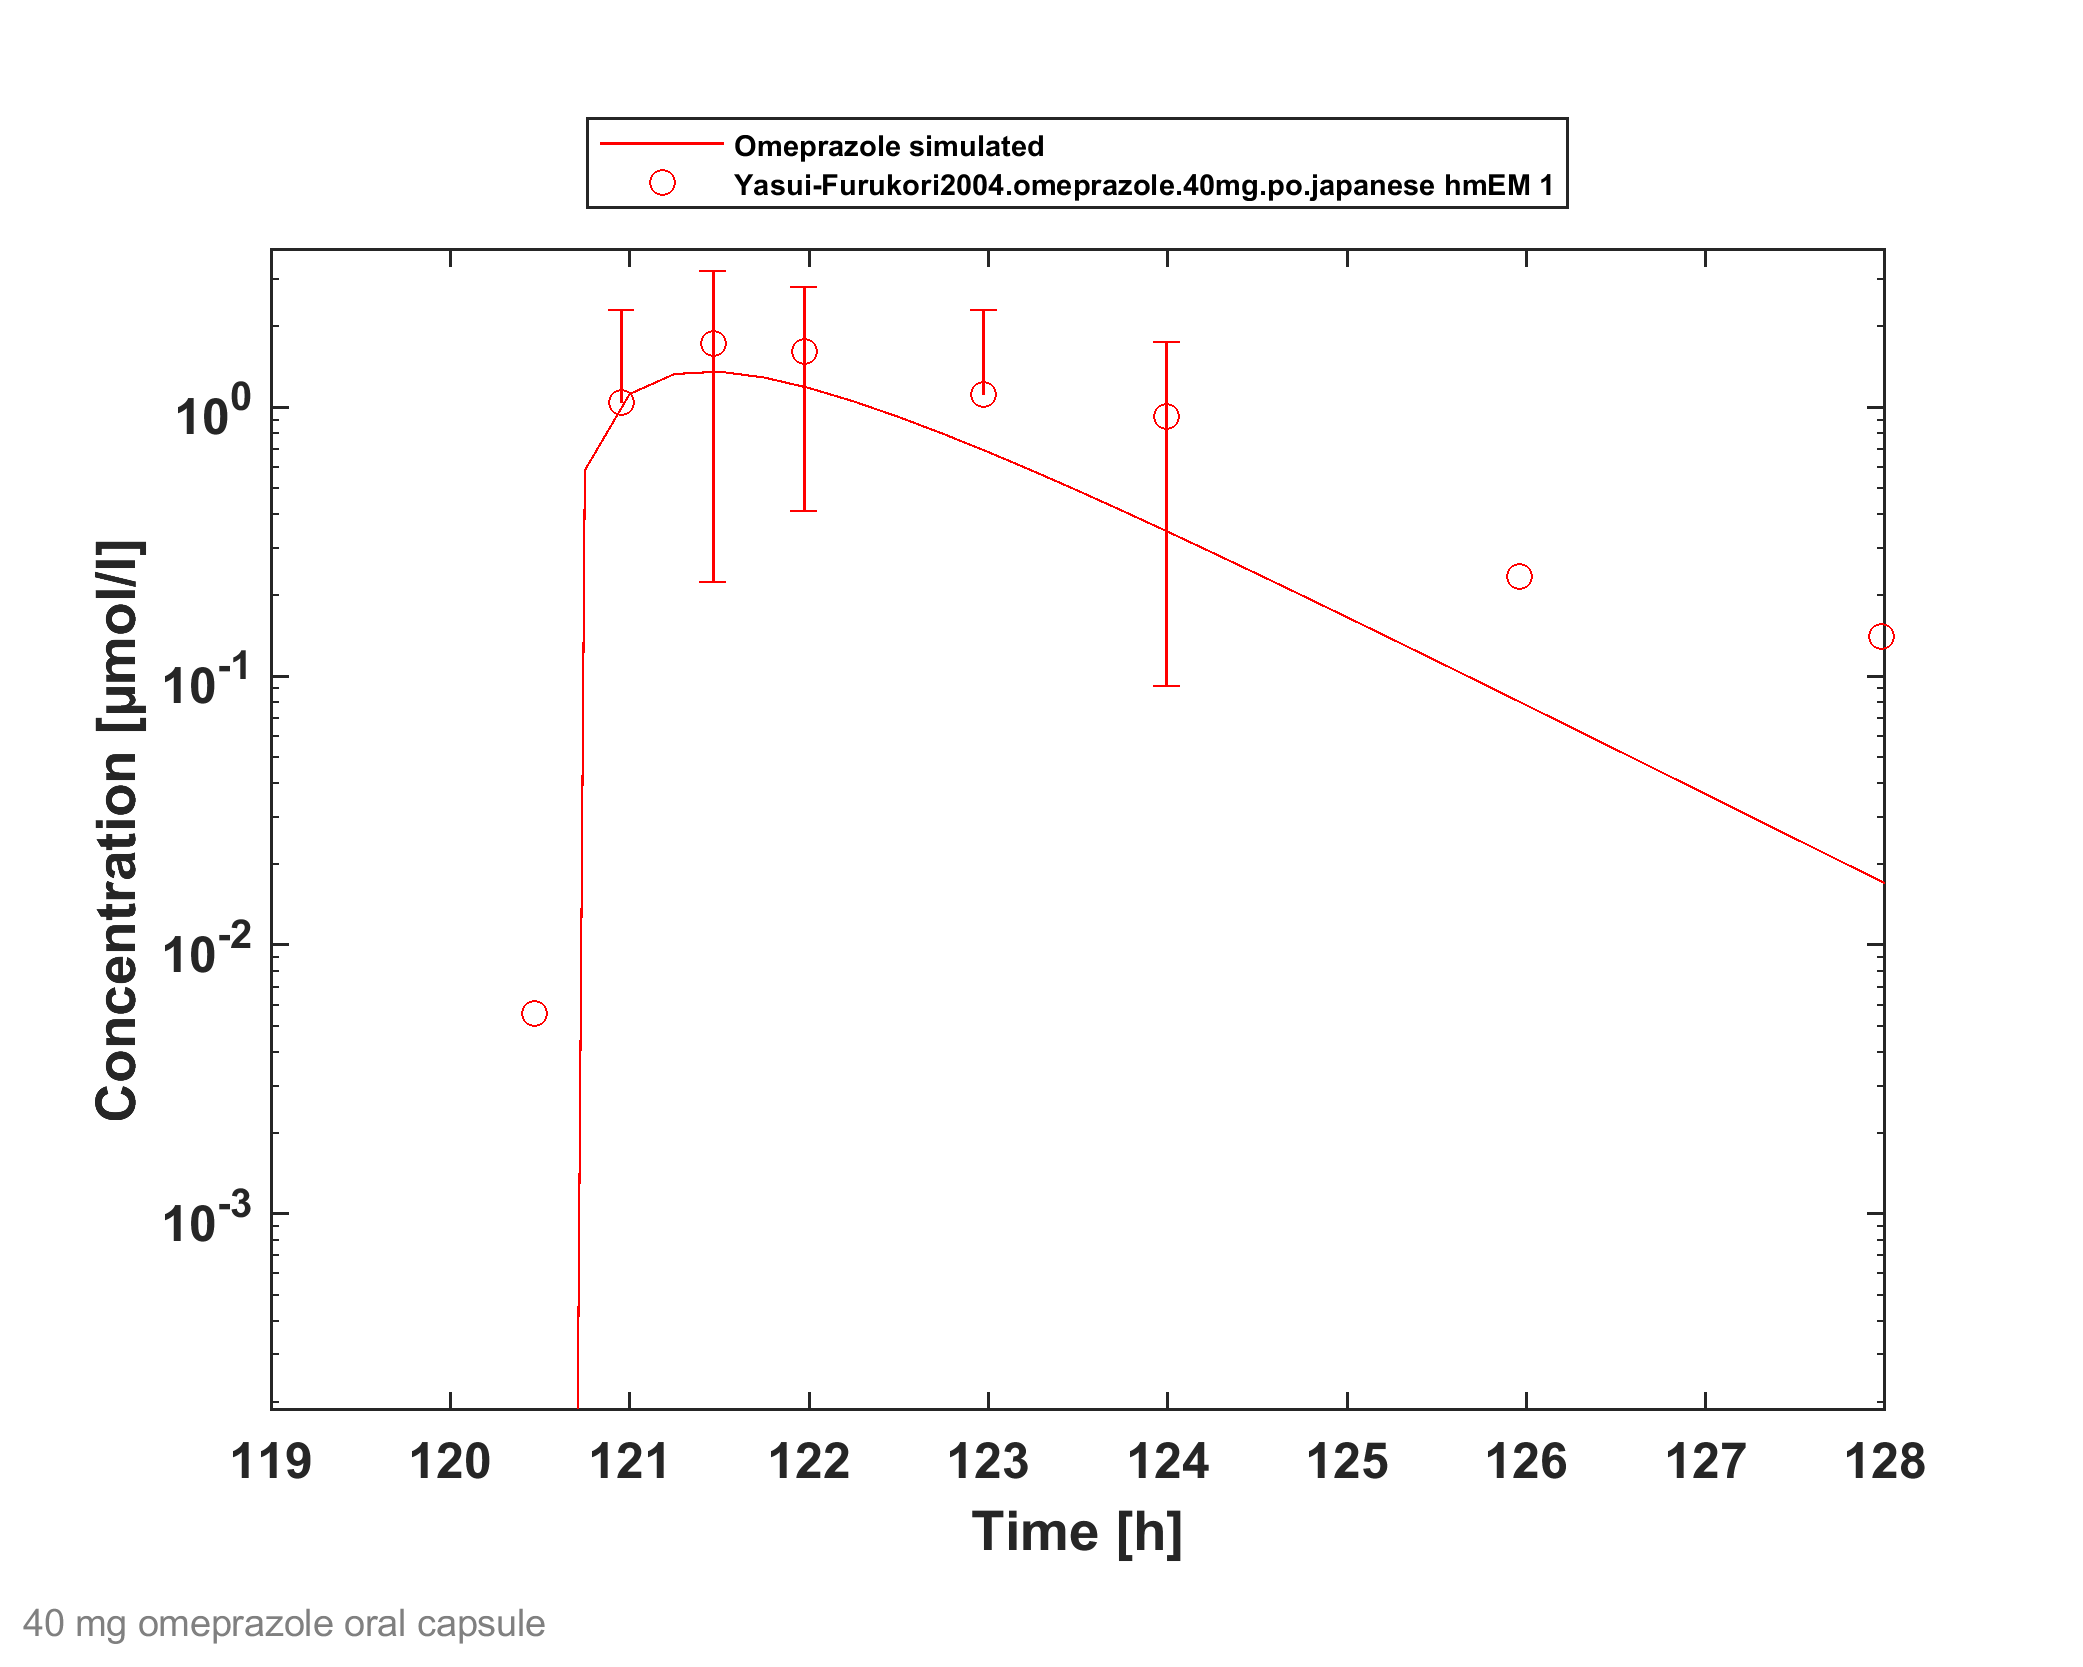 Omeprazole simulated
Yasui-Furukori2004.omeprazole.40mg.po.japanese hmEM 1
10^0
10^-1
10^-2
10^-3
Concentration [µmol/l]
119 120 121 122 123 124 125 126 127 128
Time [h]
40 mg omeprazole oral capsule